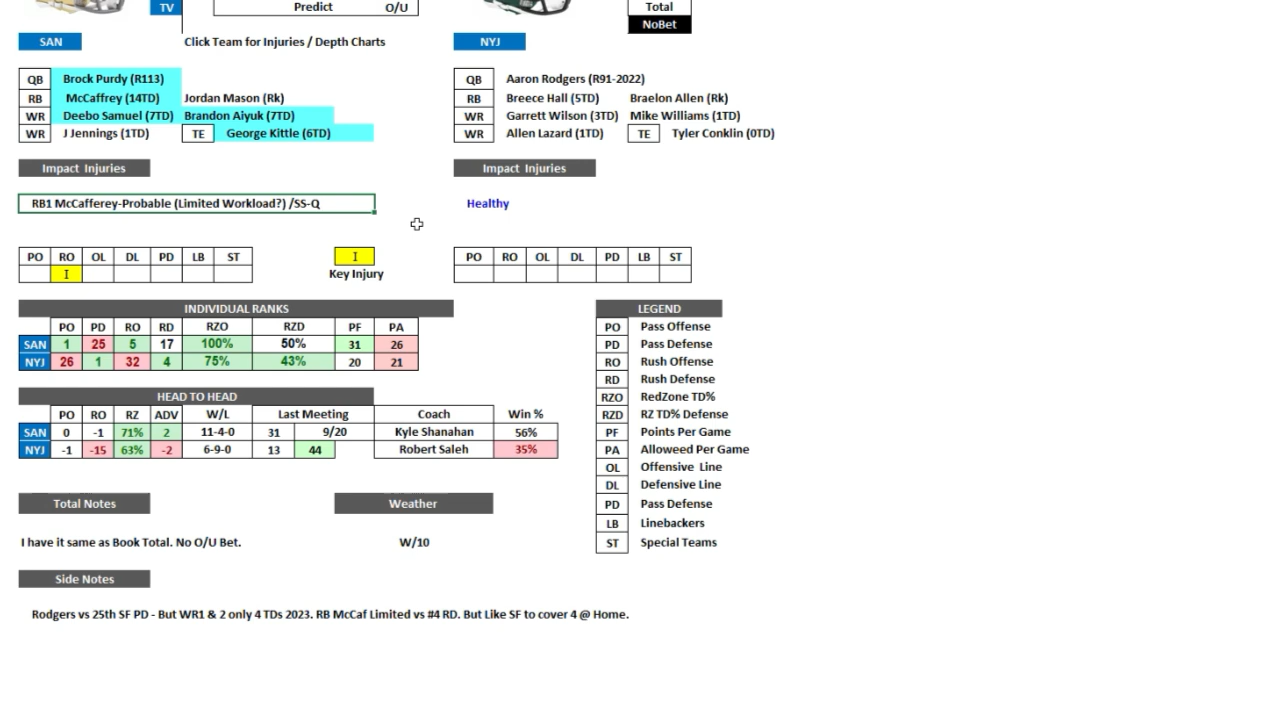 TV Predict O/U Total
NoBet
SAN Click Team for Injuries / Depth Charts NYJ
QB Brock Purdy (R113) QB Aaron Rodgers (R91-2022)
RB McCaffrey (14TD) Jordan Mason (Rk) RB Breece Hall (5TD) Braelon Allen (Rk)
WR Deebo Samuel (7TD) Brandon Aiyuk (7TD) WR Garrett Wilson (3TD) Mike Williams (1TD)
WR J Jennings (1TD) TE George Kittle (6TD) WR Allen Lazard (1TD) TE Tyler Conklin (0TD)
Impact Injuries Impact Injuries
RB1 McCafferey-Probable (Limited Workload?) /SS-Q Healthy
PO RO OL DL PD LB ST I PO RO OL DL PD LB ST
I Key Injury
INDIVIDUAL RANKS LEGEND
PO PD RO RD RZO RZD PF PA PO Pass Offense
SAN 1 25 5 17 100% 50% 31 26 PD Pass Defense
NYJ 26 1 32 4 75% 43% 20 21 RO Rush Offense
RD Rush Defense
HEAD TO HEAD RZO RedZone TD%
PO RO RZ ADV W/L Last Meeting Coach Win % RZD RZ TD% Defense
SAN 0 -1 71% 2 11-4-0 31 9/20 Kyle Shanahan 56% PF Points Per Game
NYJ -1 -15 63% -2 6-9-0 13 44 Robert Saleh 35% PA Alloweed Per Game
OL Offensive Line
DL Defensive Line
Total Notes Weather PD Pass Defense
LB Linebackers
I have it same as Book Total. No O/U Bet. W/10 ST Special Teams
Side Notes
Rodgers vs 25th SF PD - But WR1 & 2 only 4 TDs 2023. RB McCaf Limited vs #4 RD. But Like SF to cover 4 @ Home.